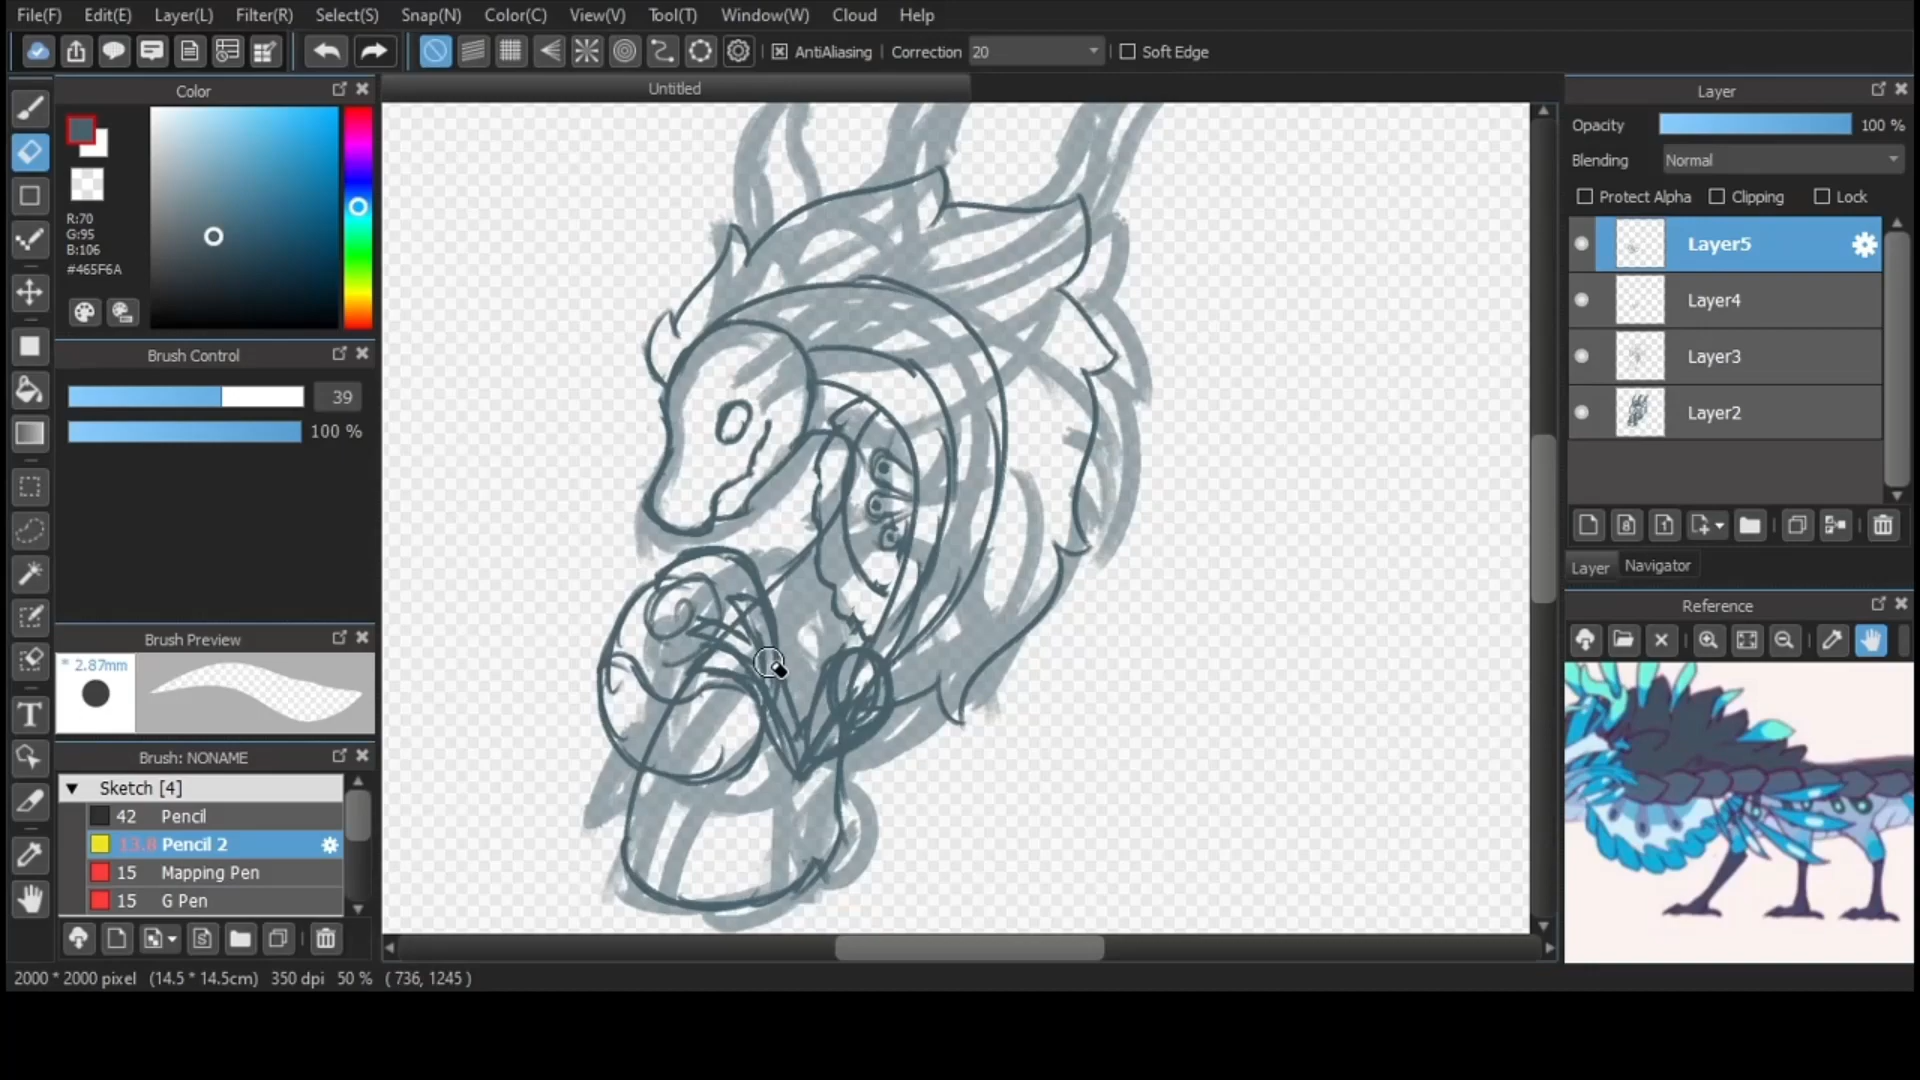 File(F) Edit(E) Layer(L) Filter(R) Select(S) Snap(N) Color(C) View(V) Tool(T) Window(W) Cloud Help
AntiAliasing Correction 20 Soft Edge
Color
Untitled
Layer
Opacity 100 %
Blending Normal
Protect Alpha Clipping Lock
R:70
G:95
B:106
#465F6A
Layer5
Layer4
Layer3
Layer2
Brush Control
39
100 %
Layer Navigator
Reference
Brush Preview
* 2.87mm
Brush: NONAME
Sketch [4]
42 Pencil
13.8 Pencil 2
15 Mapping Pen
15 G Pen
2000 * 2000 pixel (14.5 * 14.5cm) 350 dpi 50 % ( 736, 1245 )